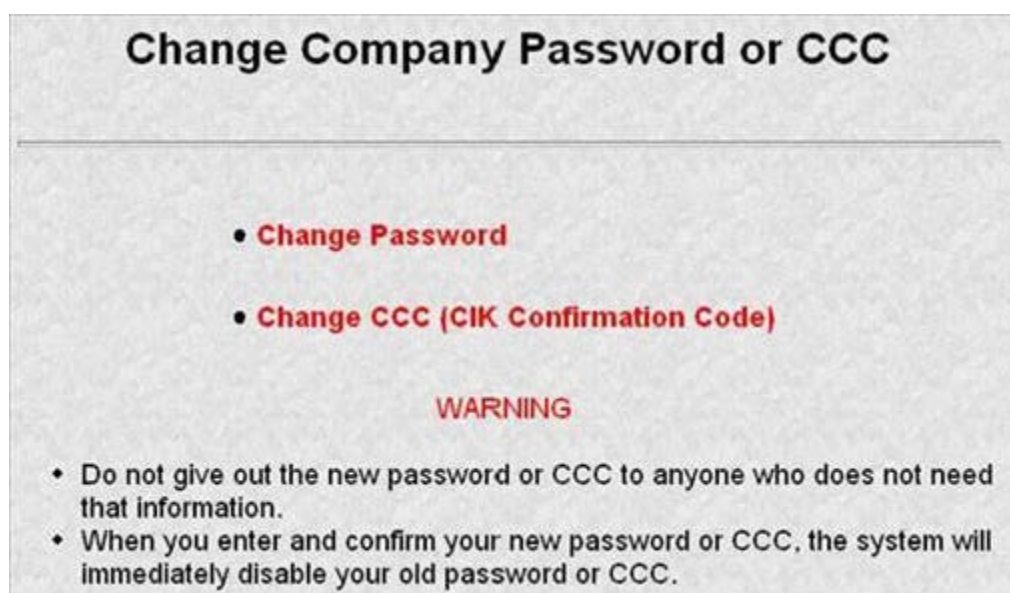 Change Company Password or CCC
• Change Password
• Change CCC (CIK Confirmation Code)
WARNING
• Do not give out the new password or CCC to anyone who does not need
that information.
• When you enter and confirm your new password or CCC, the system will
immediately disable your old password or CCC.